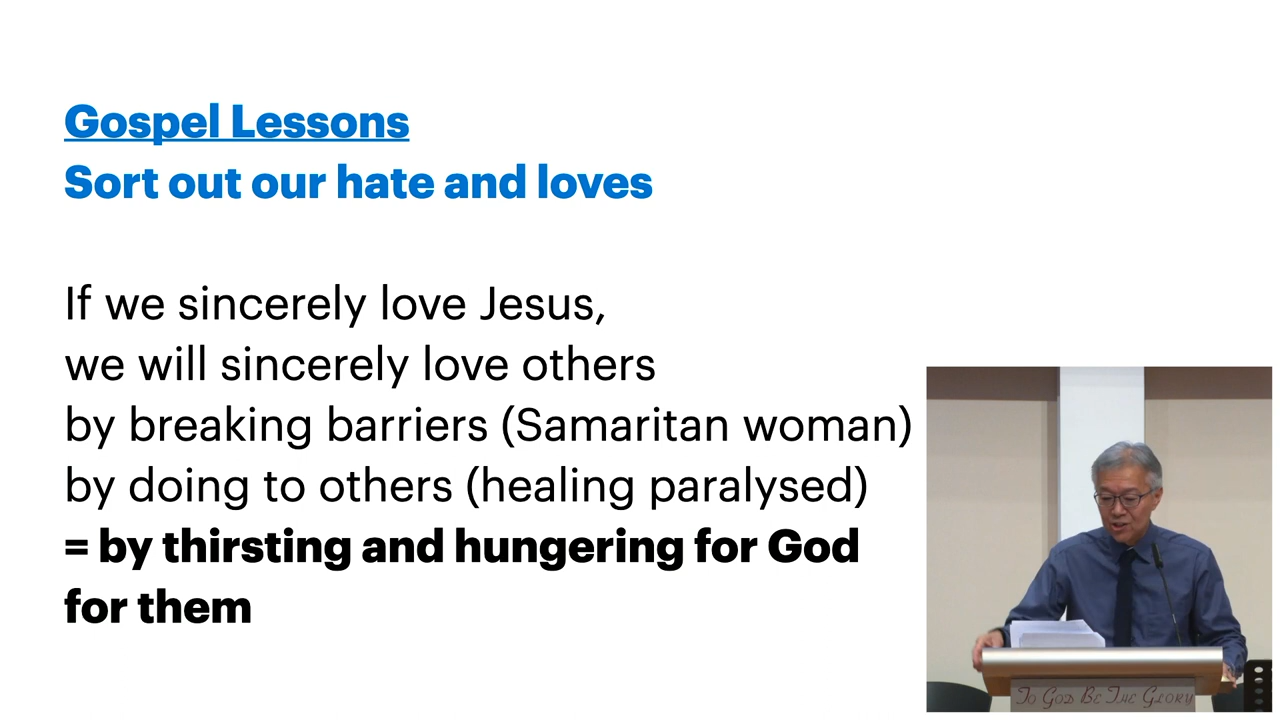 Gospel Lessons
Sort out our hate and loves
If we sincerely love Jesus,
we will sincerely love others
by breaking barriers (Samaritan woman)
by doing to others (healing paralysed)
= by thirsting and hungering for God
for them
To God Be The Glory